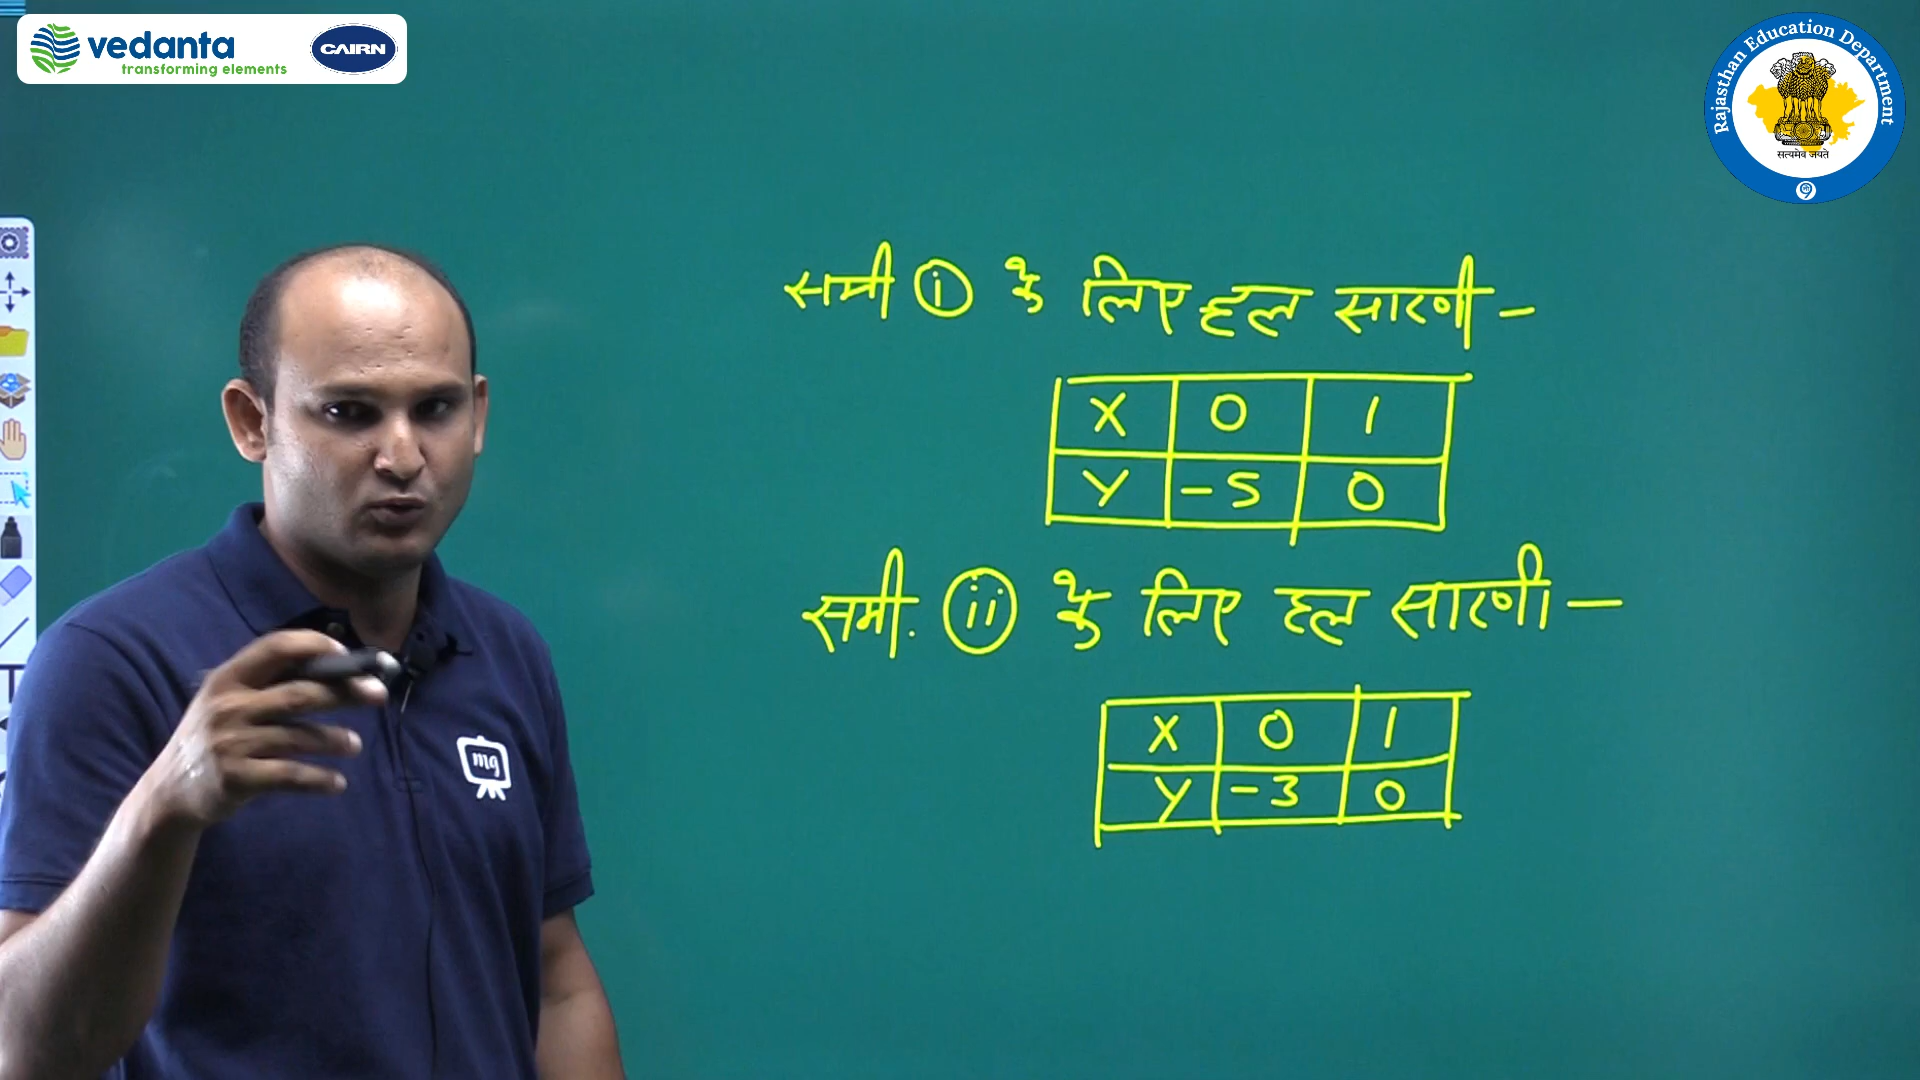 vedanta
transforming elements
CAIRN
Rajasthan Education Department
सत्यमेव जयते
समी (i) के लिए हल सारणी -
X 0 1
Y -5 0
समी. (ii) के लिए हल सारणी -
X 0 1
Y -3 0
mg